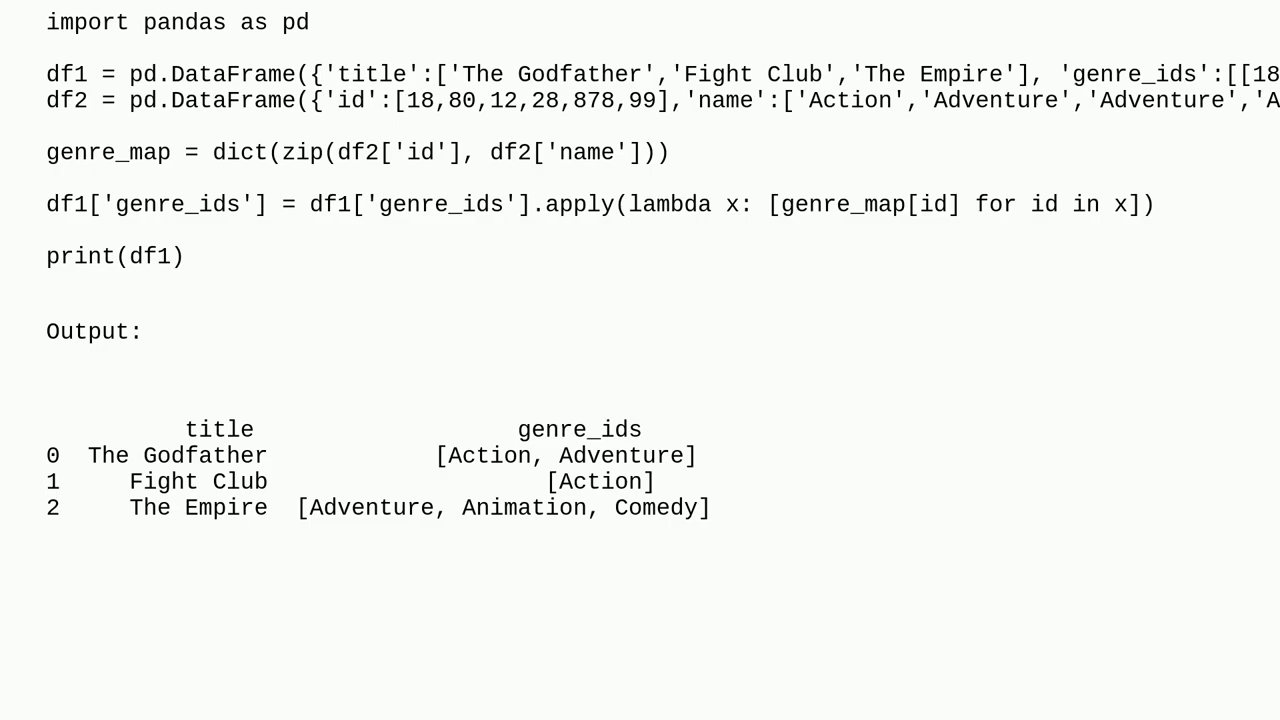 import pandas as pd
df1 = pd.DataFrame({'title':['The Godfather','Fight Club','The Empire'], 'genre_ids':[[18
df2 = pd.DataFrame({'id':[18,80,12,28,878,99],'name':['Action','Adventure','Adventure','A
genre_map = dict(zip(df2['id'], df2['name']))
df1['genre_ids'] = df1['genre_ids'].apply(lambda x: [genre_map[id] for id in x])
print(df1)
Output:
title genre_ids
0 The Godfather [Action, Adventure]
1 Fight Club [Action]
2 The Empire [Adventure, Animation, Comedy]